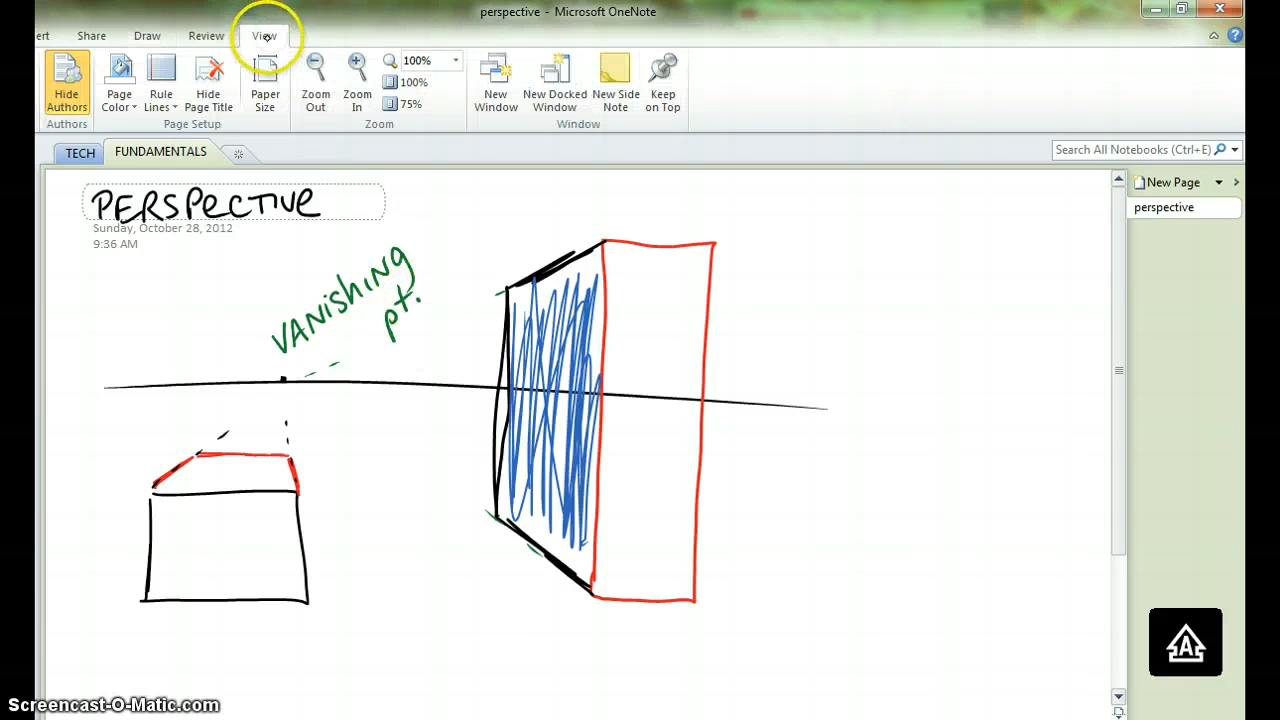 perspective - Microsoft OneNote
ert Share Draw Review View
100%
100%
75%
Hide Authors
Page Color
Rule Lines
Hide Page Title
Paper Size
Zoom Out
Zoom In
New Window
New Docked Window
New Side Note
Keep on Top
Authors Page Setup Zoom Window
TECH FUNDAMENTALS
Search All Notebooks (Ctrl+E)
New Page
perspective
PERSPecTIVE
Sunday, October 28, 2012
9:36 AM
VANishiNG
pt.
A
Screencast-O-Matic.com